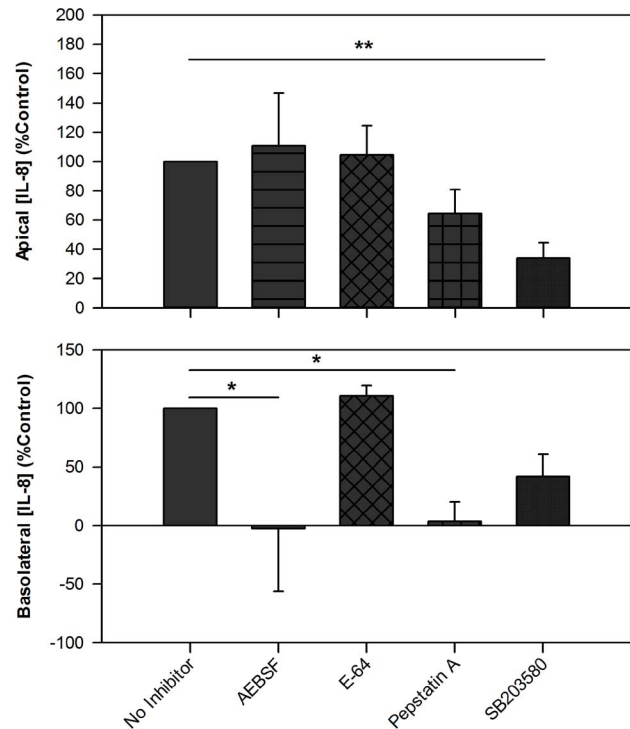 Apical [IL-8] (%Control)
200
180
160
140
120
100
80
60
40
20
0
**
Basolateral [IL-8] (%Control)
150
100
50
0
-50
-100
*
*
No Inhibitor
AEBSF
E-64
Pepstatin A
SB203580